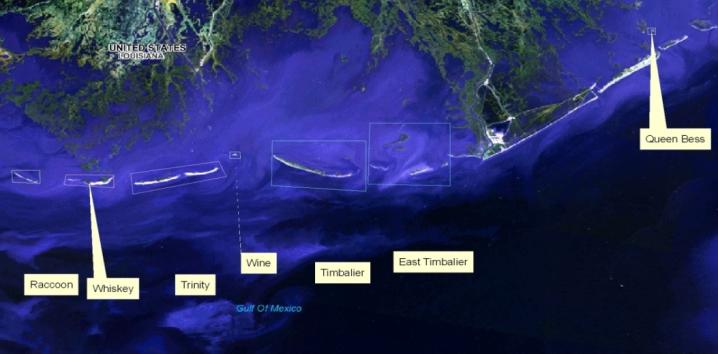 UNITED STATES
LOUISIANA
Queen Bess
Wine
East Timbalier
Timbalier
Raccoon
Whiskey
Trinity
Gulf Of Mexico